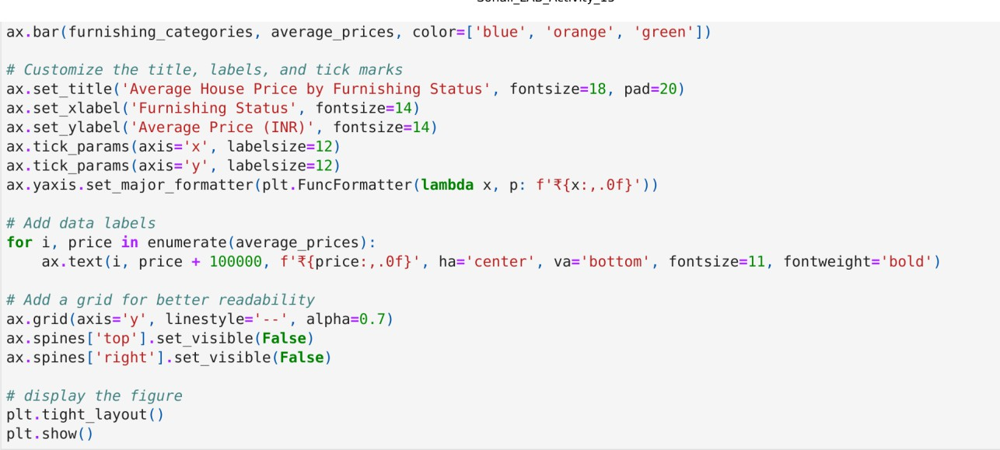 ax.bar(furnishing_categories, average_prices, color=['blue', 'orange', 'green'])
# Customize the title, labels, and tick marks
ax.set_title('Average House Price by Furnishing Status', fontsize=18, pad=20)
ax.set_xlabel('Furnishing Status', fontsize=14)
ax.set_ylabel('Average Price (INR)', fontsize=14)
ax.tick_params(axis='x', labelsize=12)
ax.tick_params(axis='y', labelsize=12)
ax.yaxis.set_major_formatter(plt.FuncFormatter(lambda x, p: f'₹{x:,.0f}'))
# Add data labels
for i, price in enumerate(average_prices):
    ax.text(i, price + 100000, f'₹{price:,.0f}', ha='center', va='bottom', fontsize=11, fontweight='bold')
# Add a grid for better readability
ax.grid(axis='y', linestyle='--', alpha=0.7)
ax.spines['top'].set_visible(False)
ax.spines['right'].set_visible(False)
# display the figure
plt.tight_layout()
plt.show()